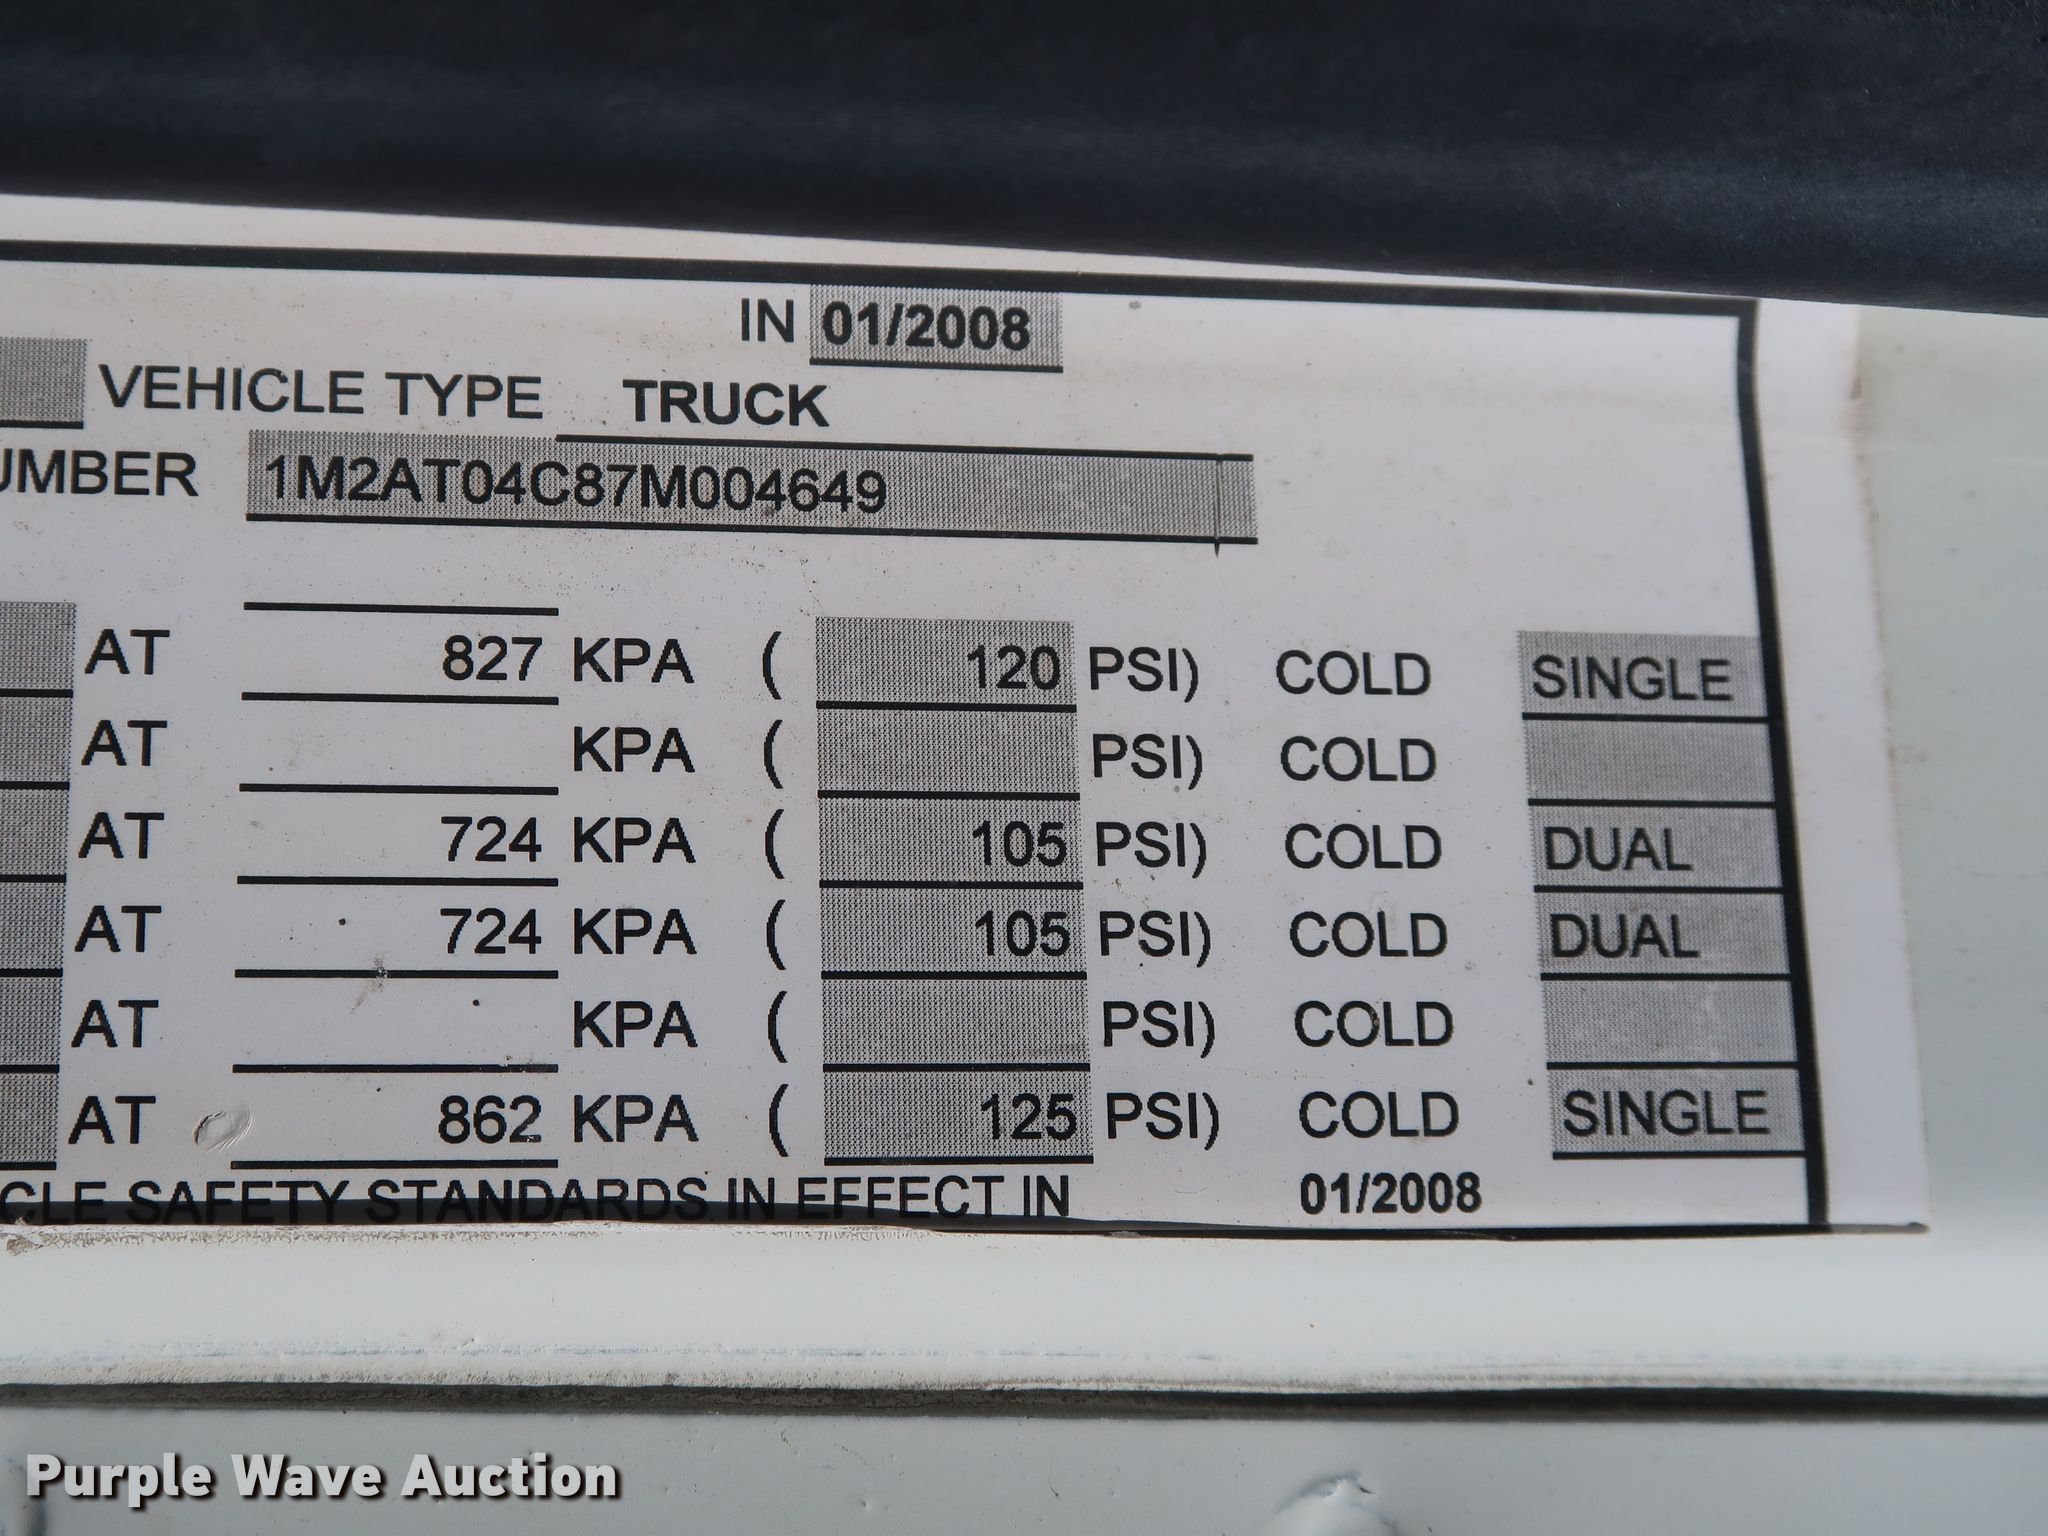 IN 01/2008
VEHICLE TYPE TRUCK
UMBER 1M2AT04C87M004649
AT 827 KPA ( 120 PSI) COLD SINGLE
AT KPA ( PSI) COLD
AT 724 KPA ( 105 PSI) COLD DUAL
AT 724 KPA ( 105 PSI) COLD DUAL
AT KPA ( PSI) COLD
AT 862 KPA ( 125 PSI) COLD SINGLE
CLE SAFETY STANDARDS IN EFFECT IN 01/2008
Purple Wave Auction